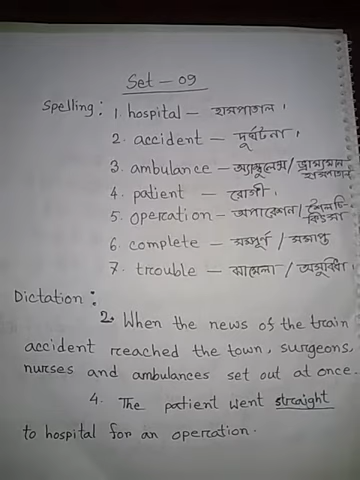 Set - 09
Spelling: 1. hospital - হাসপাতাল।
2. accident - দুর্ঘটনা।
3. ambulance - অ্যাম্বুলেন্স / ভ্রাম্যমান হাসপাতাল
4. patient - রোগী.
5. operation - অপারেশন /
6. complete - সম্পূর্ণ / সমাপ্ত
7. trouble - ঝামেলা / অসুবিধা।
Dictation:
2. When the news of the train
accident reached the town, surgeons,
nurses and ambulances set out at once.
4. The patient went straight
to hospital for an operation.